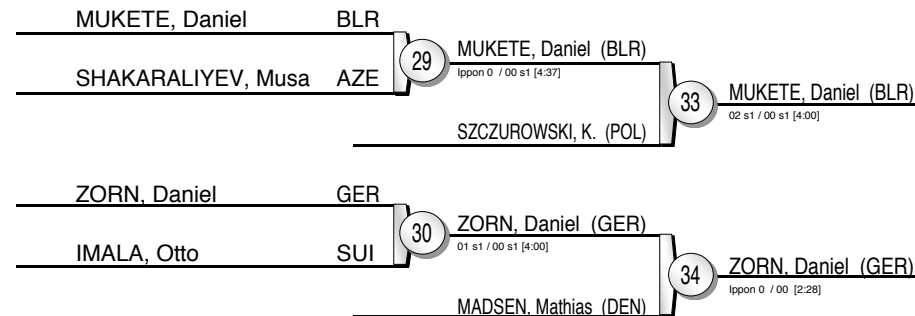 MUKETE, Daniel BLR
SHAKARALIYEV, Musa AZE
29
MUKETE, Daniel (BLR)
Ippon 0 / 00 s1 [4:37]
SZCZUROWSKI, K. (POL)
33
MUKETE, Daniel (BLR)
02 s1 / 00 s1 [4:00]
ZORN, Daniel GER
IMALA, Otto SUI
30
ZORN, Daniel (GER)
01 s1 / 00 s1 [4:00]
MADSEN, Mathias (DEN)
34
ZORN, Daniel (GER)
Ippon 0 / 00 [2:28]